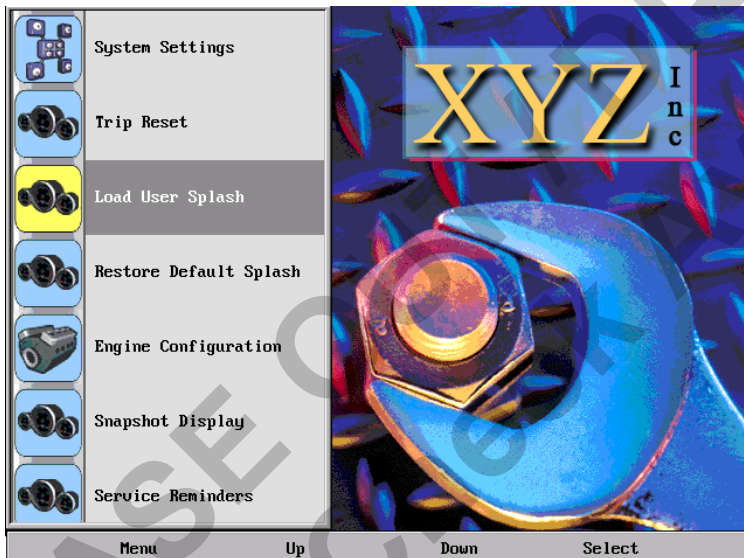 System Settings
Trip Reset
Load User Splash
Restore Default Splash
Engine Configuration
Snapshot Display
Service Reminders
XYZ
Inc
Menu Up Down Select